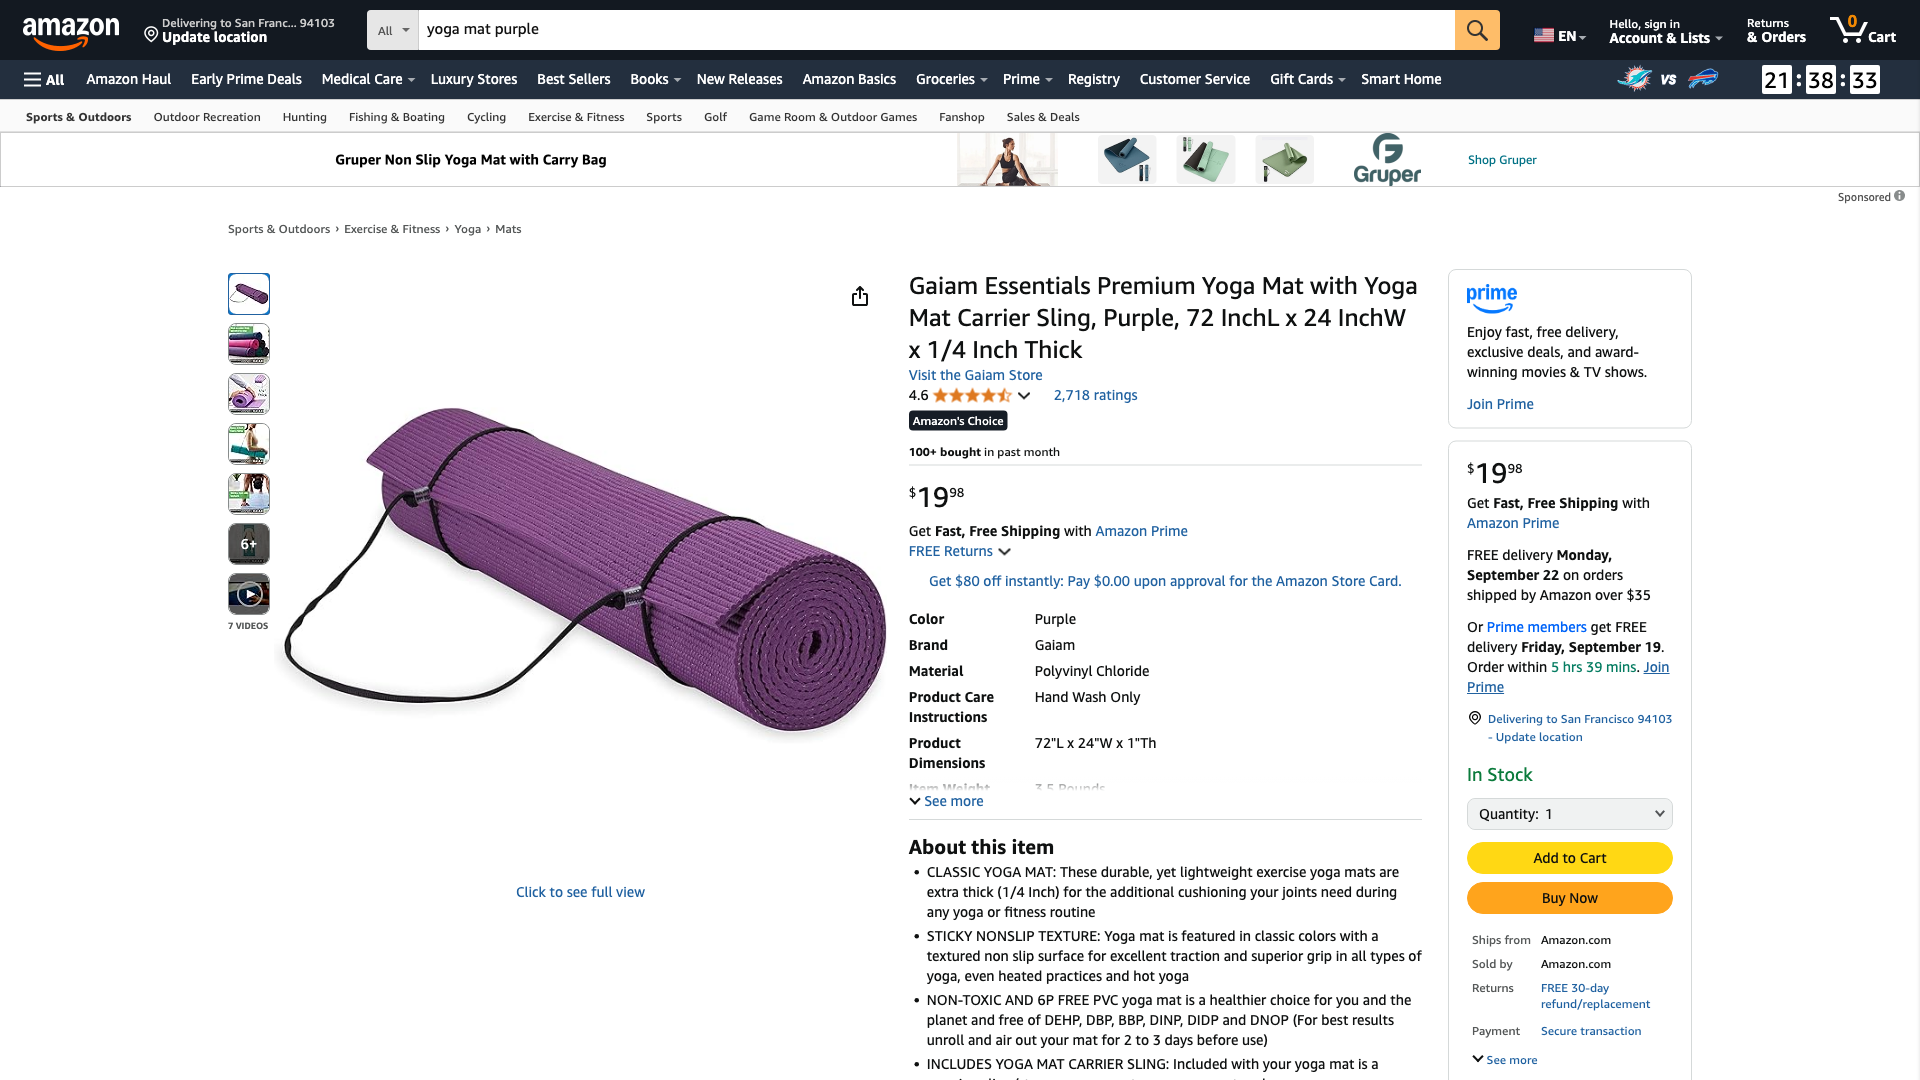 amazon
Delivering to San Franc... 94103
Update location
All
yoga mat purple
EN
Hello, sign in
Account & Lists
Returns
& Orders
0
Cart
All
Amazon Haul
Early Prime Deals
Medical Care
Luxury Stores
Best Sellers
Books
New Releases
Amazon Basics
Groceries
Prime
Registry
Customer Service
Gift Cards
Smart Home
VS
21 : 38 : 33
Sports & Outdoors
Outdoor Recreation
Hunting
Fishing & Boating
Cycling
Exercise & Fitness
Sports
Golf
Game Room & Outdoor Games
Fanshop
Sales & Deals
Gruper Non Slip Yoga Mat with Carry Bag
Gruper
Shop Gruper
Sponsored
Sports & Outdoors › Exercise & Fitness › Yoga › Mats
6+
7 VIDEOS
Click to see full view
Gaiam Essentials Premium Yoga Mat with Yoga
Mat Carrier Sling, Purple, 72 InchL x 24 InchW
x 1/4 Inch Thick
Visit the Gaiam Store
4.6
2,718 ratings
Amazon's Choice
100+ bought in past month
$19 98
Get Fast, Free Shipping with Amazon Prime
FREE Returns
Get $80 off instantly: Pay $0.00 upon approval for the Amazon Store Card.
Color Purple
Brand Gaiam
Material Polyvinyl Chloride
Product Care Instructions Hand Wash Only
Product Dimensions 72"L x 24"W x 1"Th
Item Weight 3.5 Pounds
See more
About this item
• CLASSIC YOGA MAT: These durable, yet lightweight exercise yoga mats are
extra thick (1/4 Inch) for the additional cushioning your joints need during
any yoga or fitness routine
• STICKY NONSLIP TEXTURE: Yoga mat is featured in classic colors with a
textured non slip surface for excellent traction and superior grip in all types of
yoga, even heated practices and hot yoga
• NON-TOXIC AND 6P FREE PVC yoga mat is a healthier choice for you and the
planet and free of DEHP, DBP, BBP, DINP, DIDP and DNOP (For best results
unroll and air out your mat for 2 to 3 days before use)
• INCLUDES YOGA MAT CARRIER SLING: Included with your yoga mat is a
prime
Enjoy fast, free delivery,
exclusive deals, and award-
winning movies & TV shows.
Join Prime
$19 98
Get Fast, Free Shipping with
Amazon Prime
FREE delivery Monday,
September 22 on orders
shipped by Amazon over $35
Or Prime members get FREE
delivery Friday, September 19.
Order within 5 hrs 39 mins. Join
Prime
Delivering to San Francisco 94103
- Update location
In Stock
Quantity: 1
Add to Cart
Buy Now
Ships from Amazon.com
Sold by Amazon.com
Returns FREE 30-day
refund/replacement
Payment Secure transaction
See more